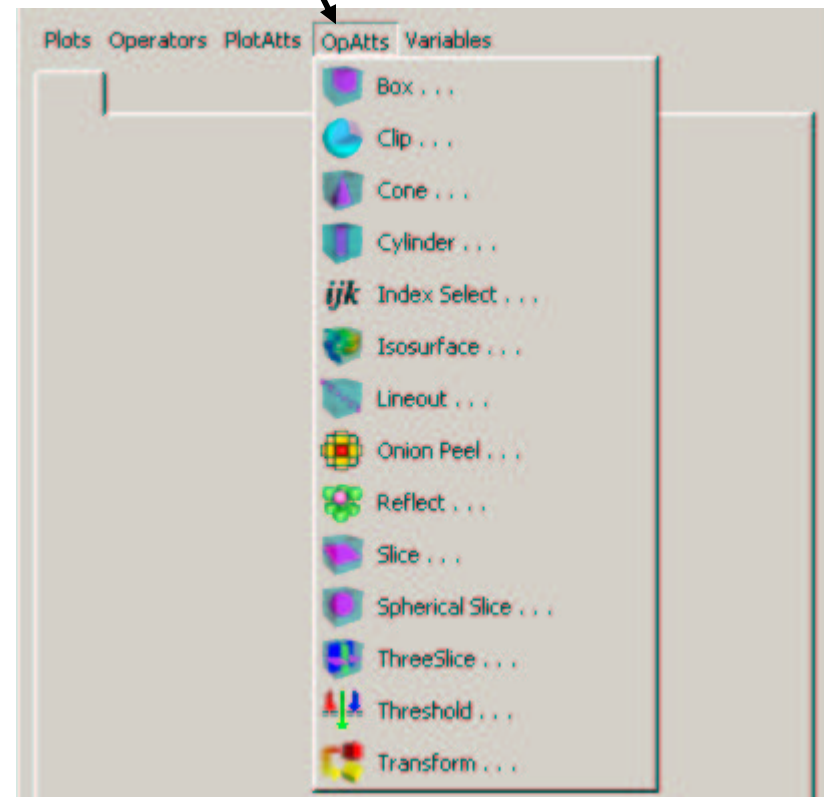 Plots Operators PlotAtts OpAtts Variables
Box . . .
Clip . . .
Cone . . .
Cylinder . . .
ijk Index Select . . .
Isosurface . . .
Lineout . . .
Onion Peel . . .
Reflect . . .
Slice . . .
Spherical Slice . . .
ThreeSlice . . .
Threshold . . .
Transform . . .